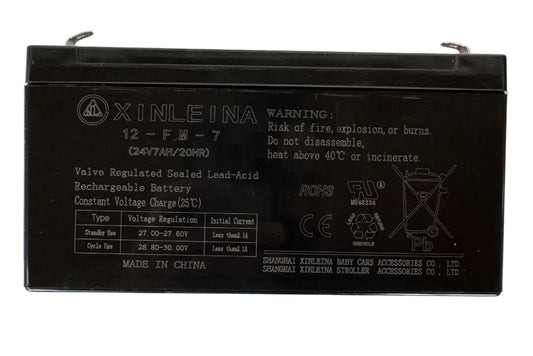 XINLEINA
12-FM-7
(24V7AH/20HR)
Valve Regulated Sealed Lead-Acid
Rechargeable Battery
Constant Voltage Charge(25℃)
Type Voltage Regulation Initial Current
Standby Use 27.00-27.60V Less than2.1A
Cycle Use 28.80-30.00V Less than2.1A
MADE IN CHINA
WARNING:
Risk of fire, explosion, or burns.
Do not disassemble,
heat above 40℃ or incinerate.
ROHS
CE
RECYCLE
Pb
SHANGHAI XINLEINA BABY CARS ACCESSORIES CO., LTD.
SHANGHAI XINLEINA STROLLER ACCESSORIES CO., LTD.